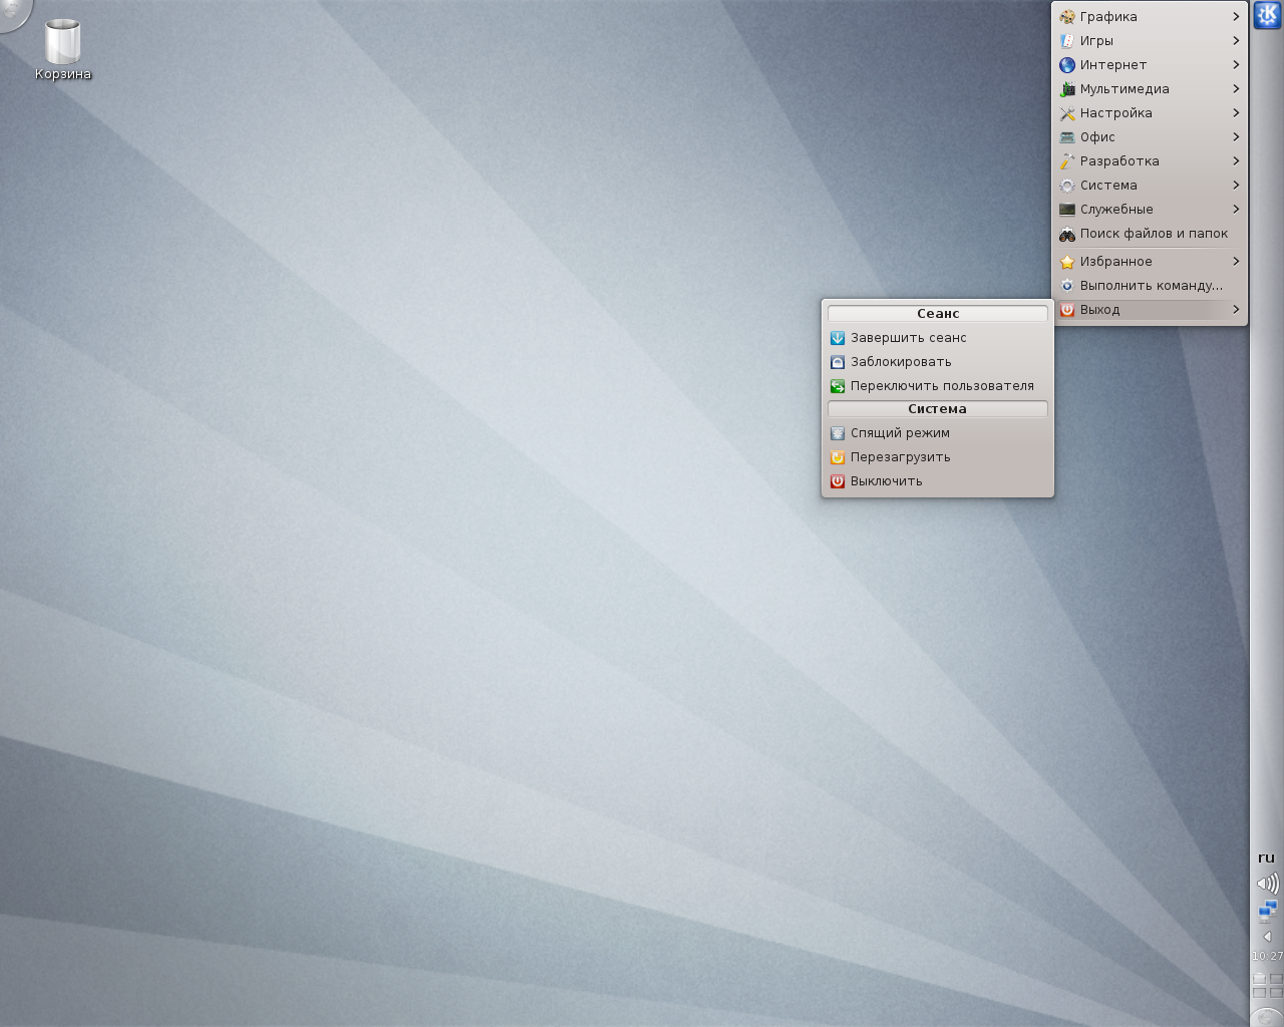 Корзина
Графика
Игры
Интернет
Мультимедиа
Настройка
Офис
Разработка
Система
Служебные
Поиск файлов и папок
Избранное
Выполнить команду...
Выход
Сеанс
Завершить сеанс
Заблокировать
Переключить пользователя
Система
Спящий режим
Перезагрузить
Выключить
ru
10:27